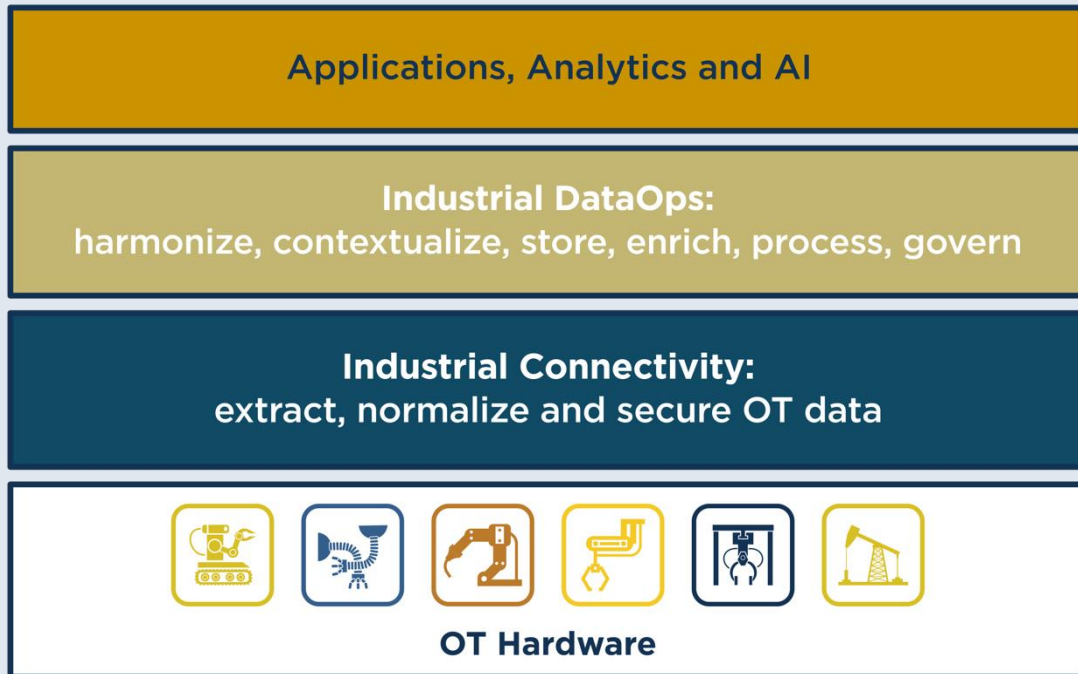 Applications, Analytics and AI
Industrial DataOps:
harmonize, contextualize, store, enrich, process, govern
Industrial Connectivity:
extract, normalize and secure OT data
OT Hardware